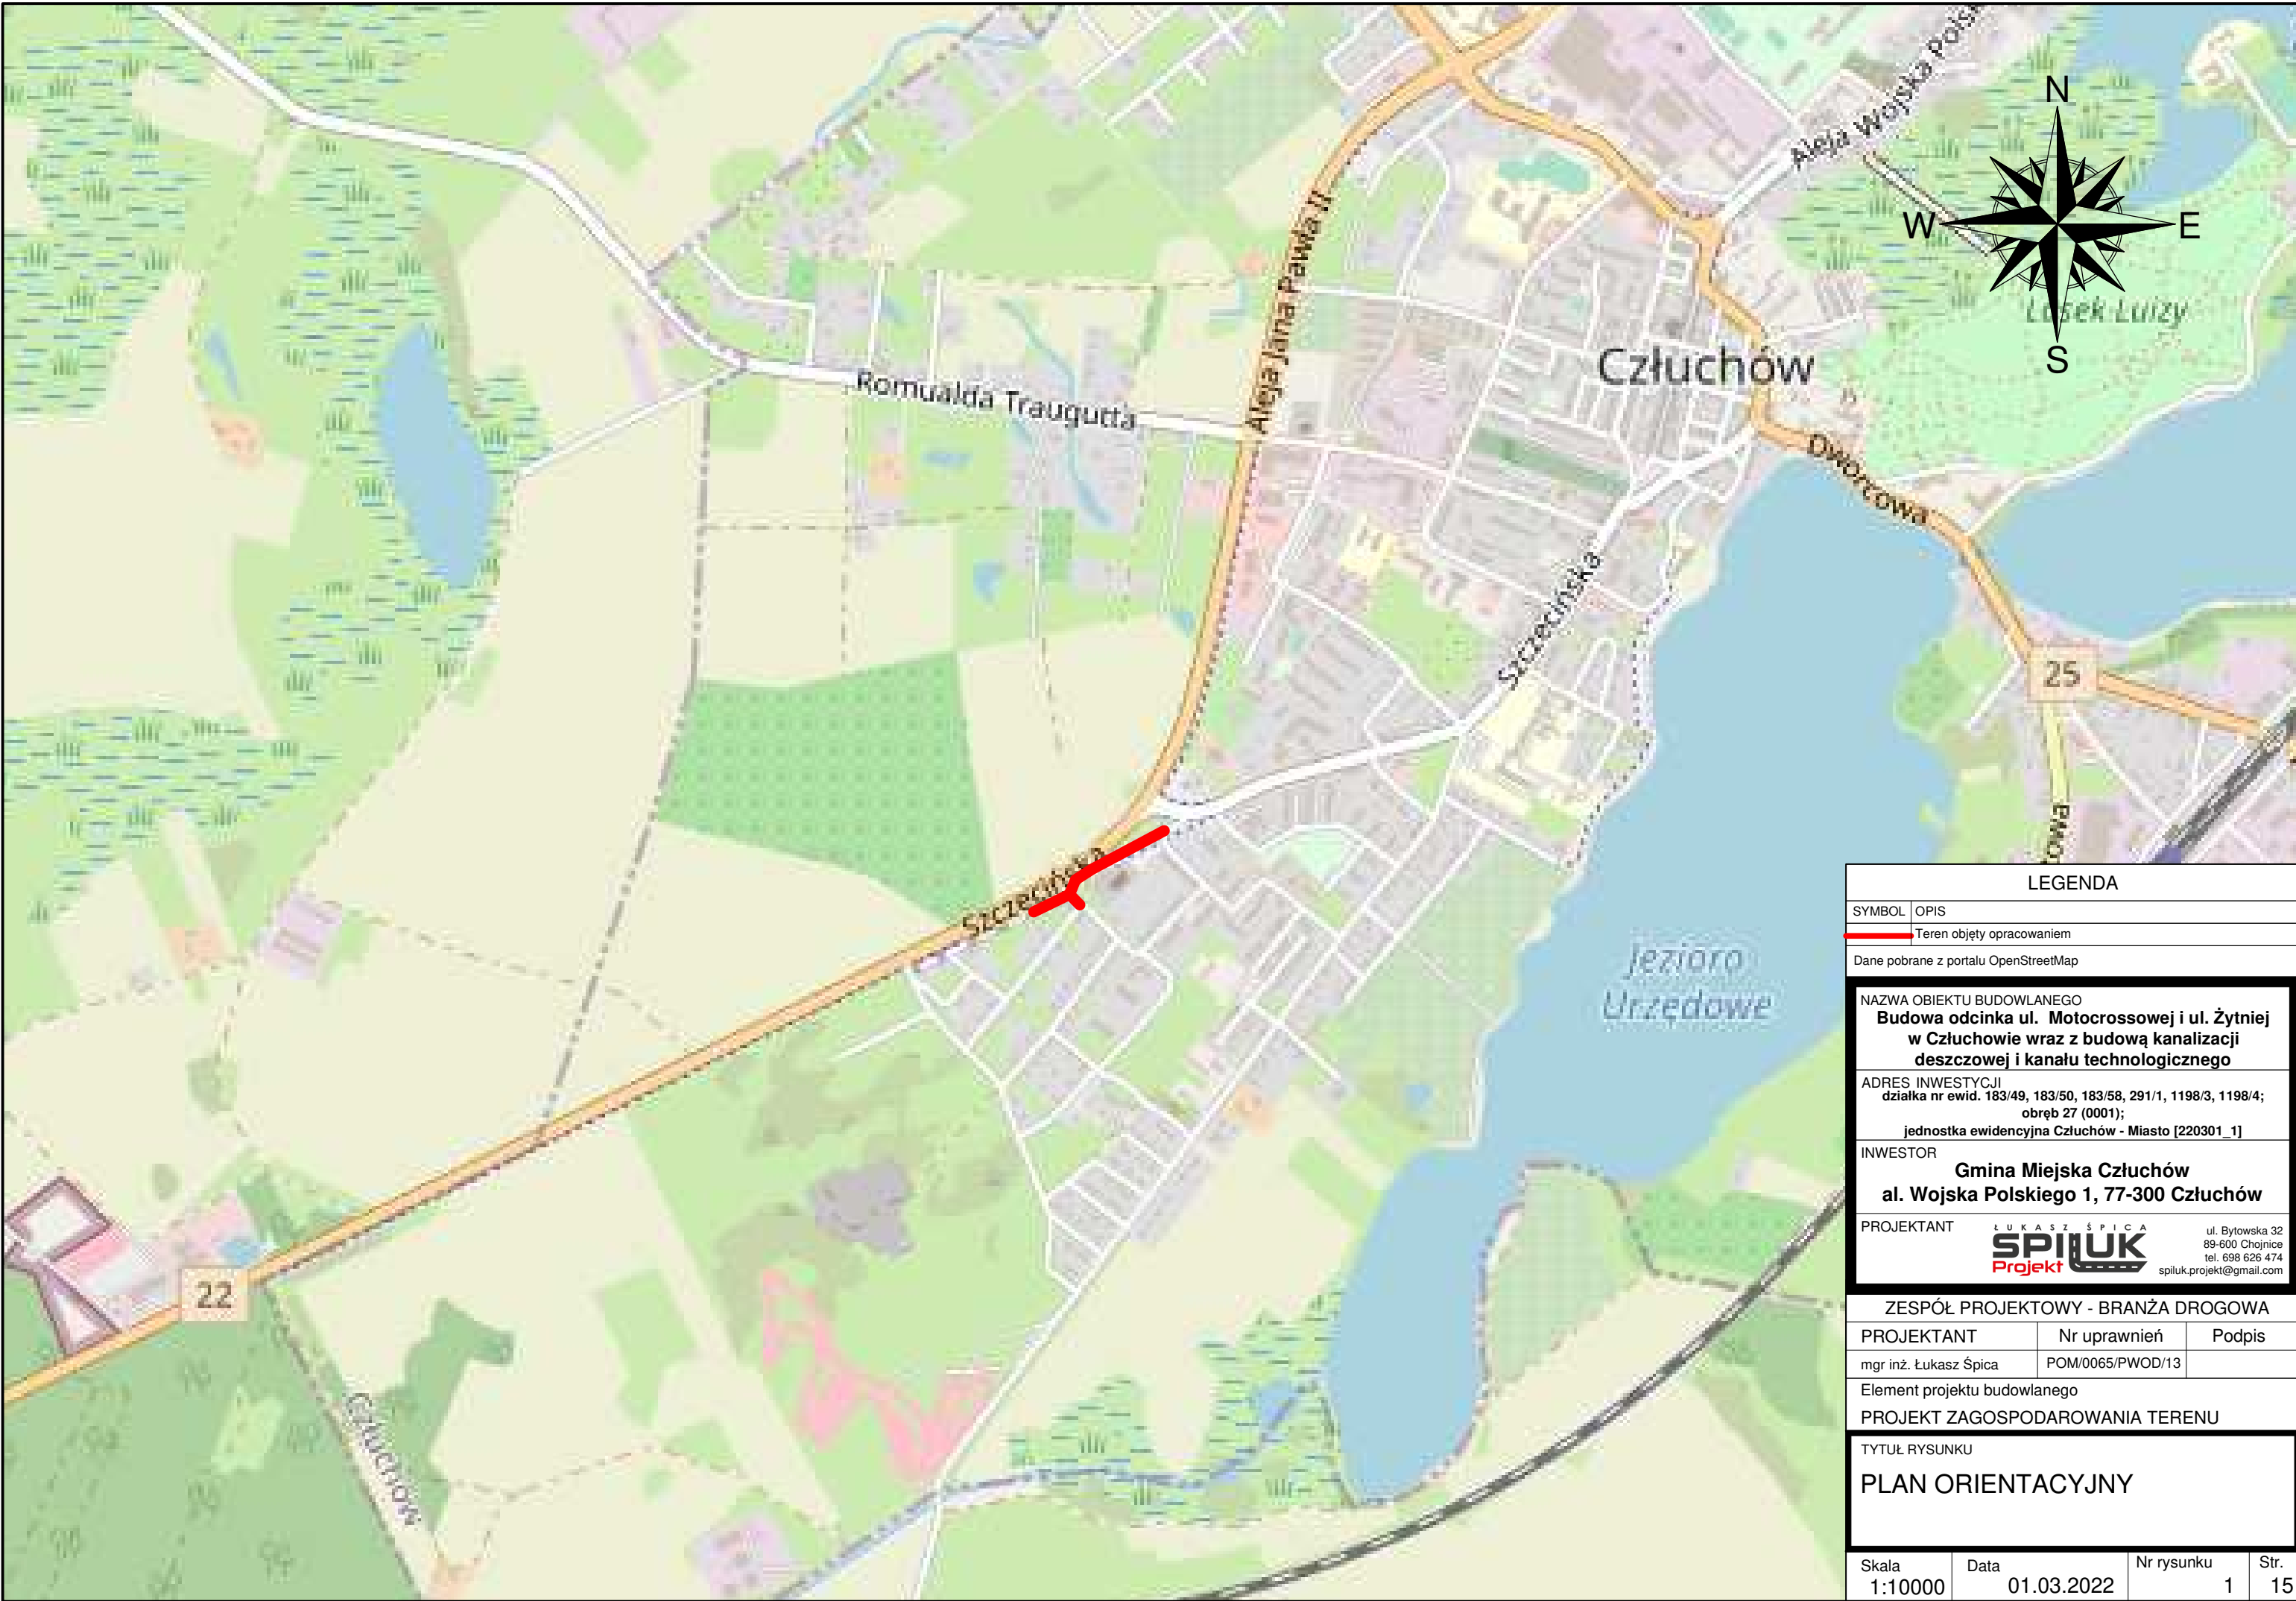 Aleja Wojska Polski
N
W
E
S
Lasek Luizy
Aleja Jana Pawła II
Człuchów
Romualda Traugutta
Dworcowa
Szczecińska
25
Szczecińska
Jezioro
Urzędowe
22
Człuchów
LEGENDA
SYMBOL OPIS
Teren objęty opracowaniem
Dane pobrane z portalu OpenStreetMap
NAZWA OBIEKTU BUDOWLANEGO
Budowa odcinka ul. Motocrossowej i ul. Żytniej
w Człuchowie wraz z budową kanalizacji
deszczowej i kanału technologicznego
ADRES INWESTYCJI
działka nr ewid. 183/49, 183/50, 183/58, 291/1, 1198/3, 1198/4;
obręb 27 (0001);
jednostka ewidencyjna Człuchów - Miasto [220301_1]
INWESTOR
Gmina Miejska Człuchów
al. Wojska Polskiego 1, 77-300 Człuchów
PROJEKTANT
ŁUKASZ ŚPICA
SPILUK
Projekt
ul. Bytowska 32
89-600 Chojnice
tel. 698 626 474
spiluk.projekt@gmail.com
ZESPÓŁ PROJEKTOWY - BRANŻA DROGOWA
PROJEKTANT Nr uprawnień Podpis
mgr inż. Łukasz Śpica POM/0065/PWOD/13
Element projektu budowlanego
PROJEKT ZAGOSPODAROWANIA TERENU
TYTUŁ RYSUNKU
PLAN ORIENTACYJNY
Skala Data Nr rysunku Str.
1:10000 01.03.2022 1 15